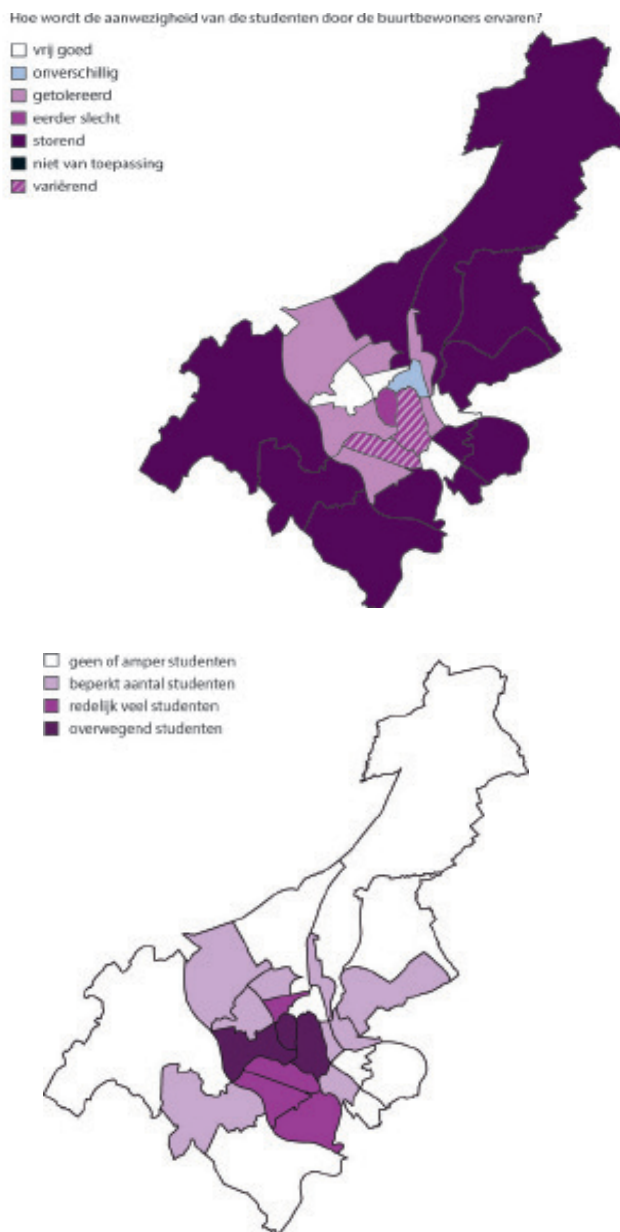 Hoe wordt de aanwezigheid van de studenten door de buurtbewoners ervaren?
vrij goed
onverschillig
getolereerd
eerder slecht
storend
niet van toepassing
variërend
geen of amper studenten
beperkt aantal studenten
redelijk veel studenten
overwegend studenten